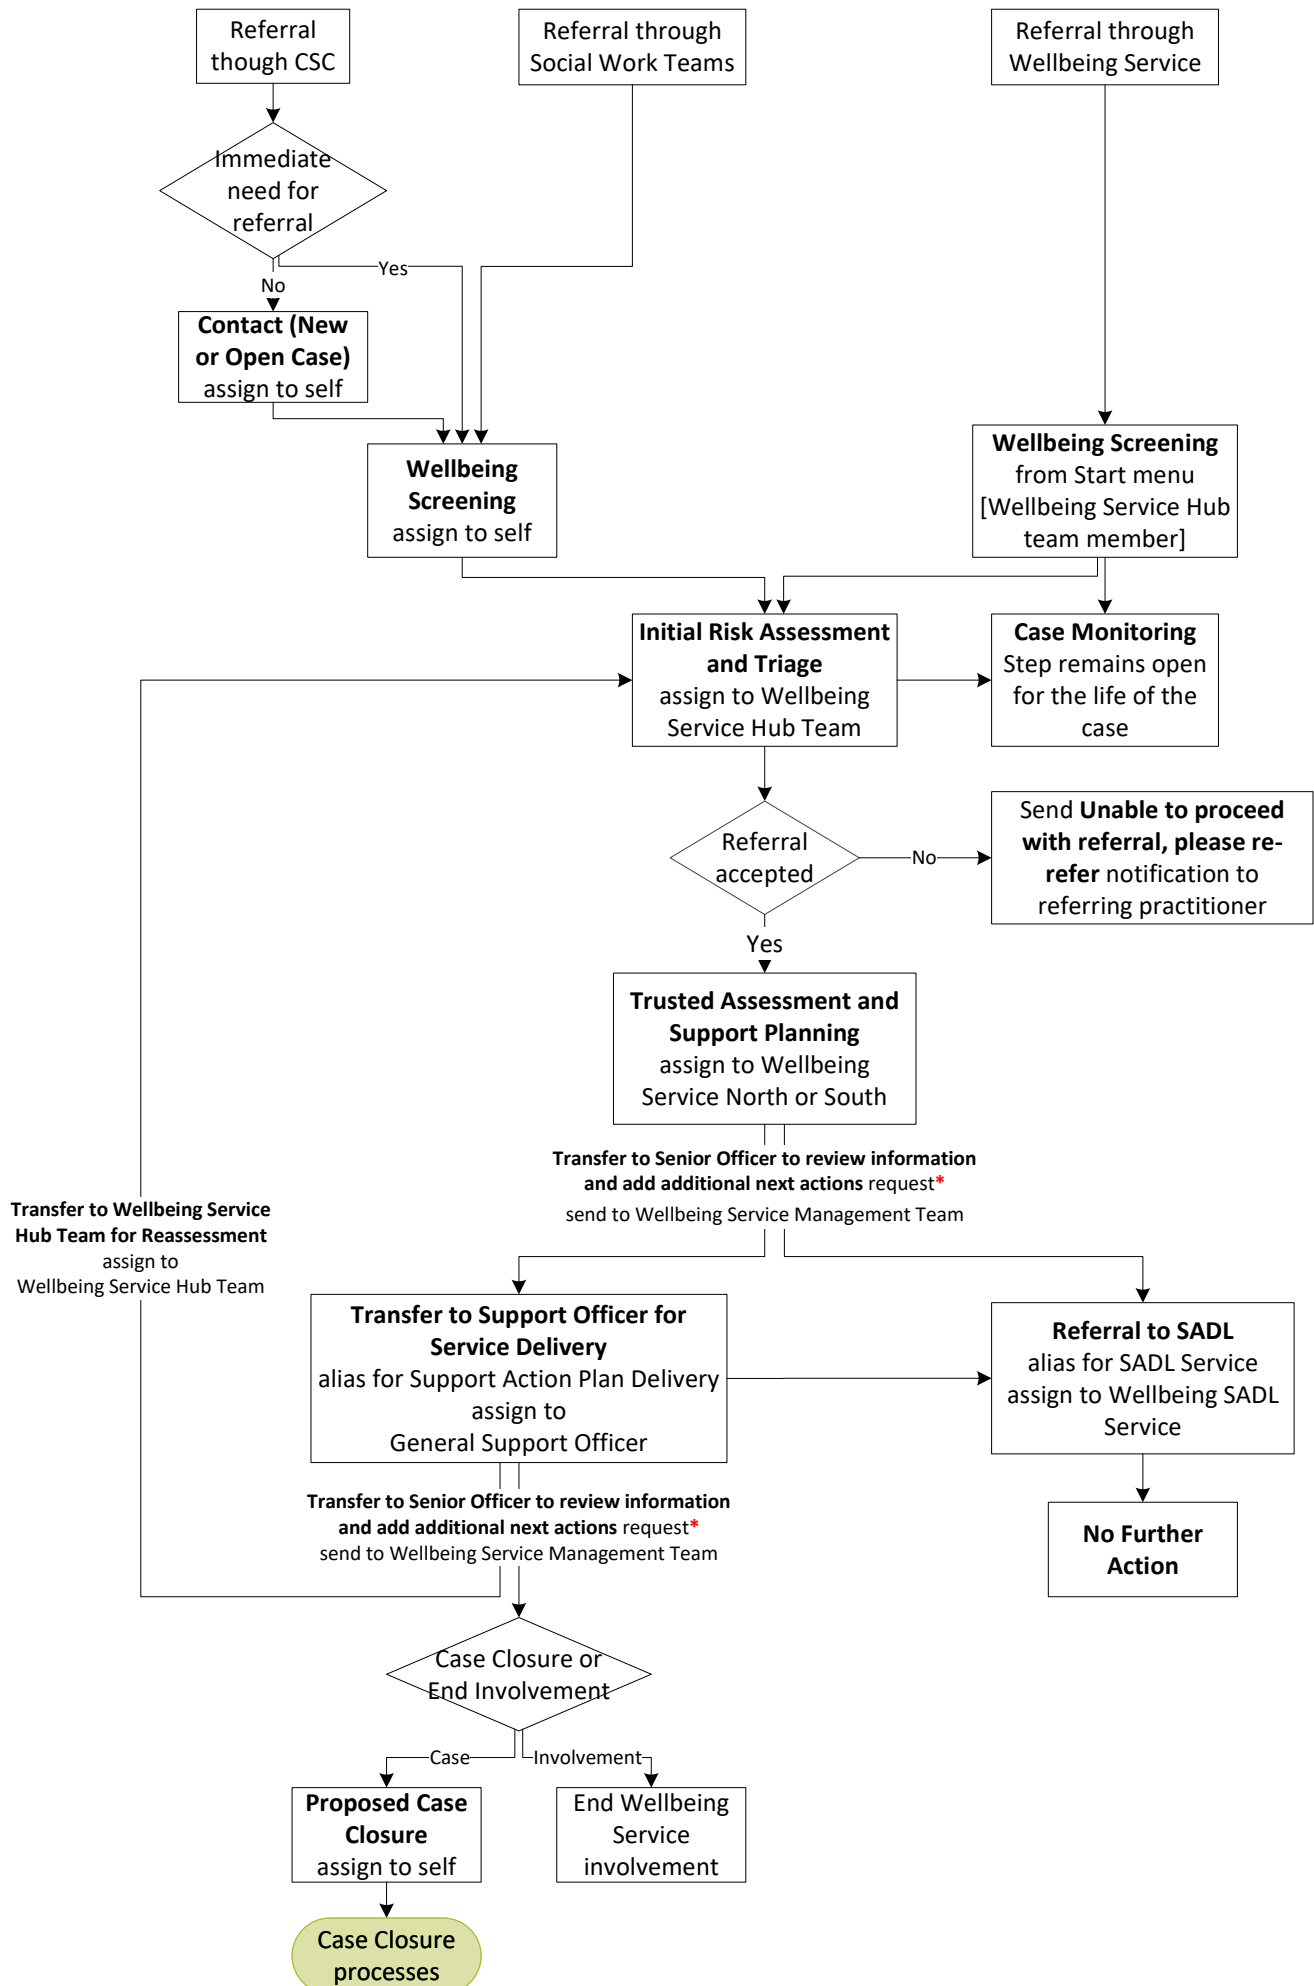 Referral
though CSC
Referral through
Social Work Teams
Referral through
Wellbeing Service
Immediate
need for
referral
Yes
No
Contact (New
or Open Case)
assign to self
Wellbeing
Screening
assign to self
Wellbeing Screening
from Start menu
[Wellbeing Service Hub
team member]
Initial Risk Assessment
and Triage
assign to Wellbeing
Service Hub Team
Case Monitoring
Step remains open
for the life of the
case
Referral
accepted
No
Send Unable to proceed
with referral, please re-
refer notification to
referring practitioner
Yes
Trusted Assessment and
Support Planning
assign to Wellbeing
Service North or South
Transfer to Senior Officer to review information
and add additional next actions request*
send to Wellbeing Service Management Team
Transfer to Wellbeing Service
Hub Team for Reassessment
assign to
Wellbeing Service Hub Team
Transfer to Support Officer for
Service Delivery
alias for Support Action Plan Delivery
assign to
General Support Officer
Referral to SADL
alias for SADL Service
assign to Wellbeing SADL
Service
Transfer to Senior Officer to review information
and add additional next actions request*
send to Wellbeing Service Management Team
No Further
Action
Case Closure or
End Involvement
Case
Involvement
Proposed Case
Closure
assign to self
End Wellbeing
Service
involvement
Case Closure
processes